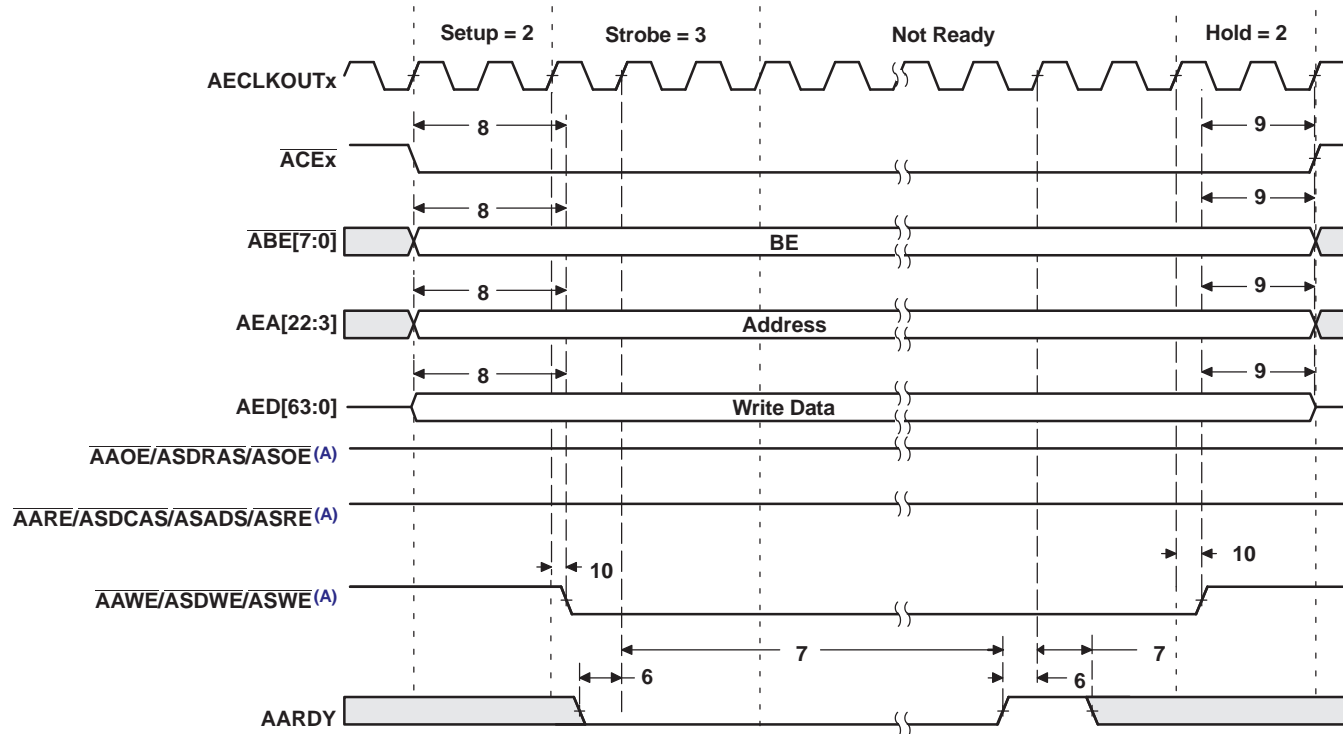 Setup = 2 Strobe = 3 Not Ready Hold = 2
AECLKOUTx
8 9
ACEx
8 9
ABE[7:0] BE
8 9
AEA[22:3] Address
8 9
AED[63:0] Write Data
AAOE/ASDRAS/ASOE(A)
AARE/ASDCAS/ASADS/ASRE(A)
10 10
AAWE/ASDWE/ASWE(A)
7 7
6 6
AARDY